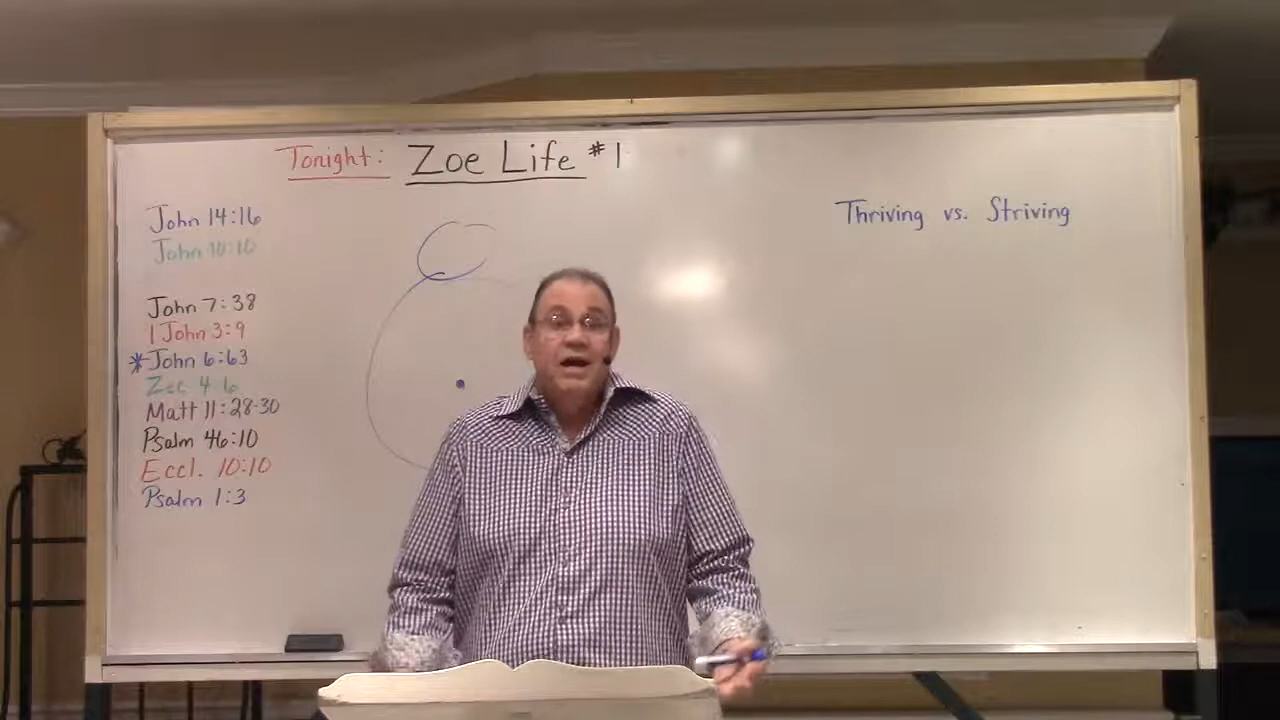 Tonight: Zoe Life #1
Thriving vs. Striving
John 14:16
John 10:10
John 7:38
1 John 3:9
*John 6:63
Zec 4:6
Matt 11:28-30
Psalm 46:10
Eccl. 10:10
Psalm 1:3